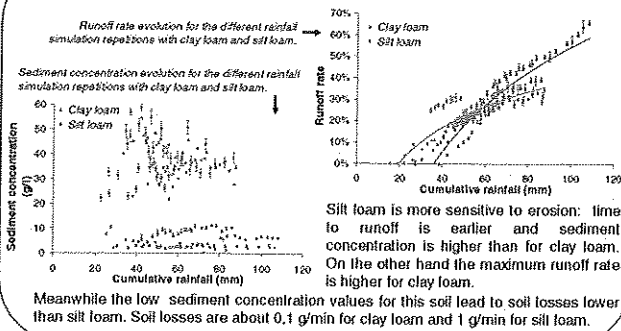 Runoff rate evolution for the different rainfall
simulation repetitions with clay loam and silt loam.
Sediment concentration evolution for the different rainfall
simulation repetitions with clay loam and silt loam.
60
50
40
30
20
10
0
Clay loam
Silt loam
Sediment concentration
(g/l)
0 20 40 60 80 100 120
Cumulative rainfall (mm)
70%
60%
50%
40%
30%
20%
10%
0%
Clay loam
Silt loam
Runoff rate
0 20 40 60 80 100 120
Cumulative rainfall (mm)
Silt loam is more sensitive to erosion: time
to runoff is earlier and sediment
concentration is higher than for clay loam.
On the other hand the maximum runoff rate
is higher for clay loam.
Meanwhile the low sediment concentration values for this soil lead to soil losses lower
than silt loam. Soil losses are about 0,1 g/min for clay loam and 1 g/min for silt loam.